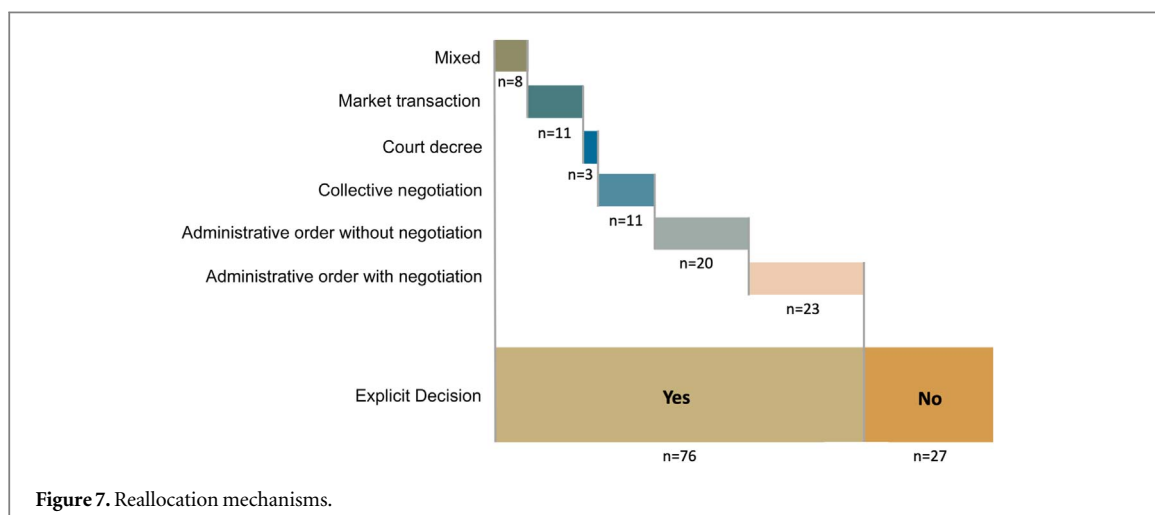 Mixed
n=8
Market transaction
n=11
Court decree
n=3
Collective negotiation
n=11
Administrative order without negotiation
n=20
Administrative order with negotiation
n=23
Explicit Decision
Yes
No
n=76
n=27
Figure 7. Reallocation mechanisms.